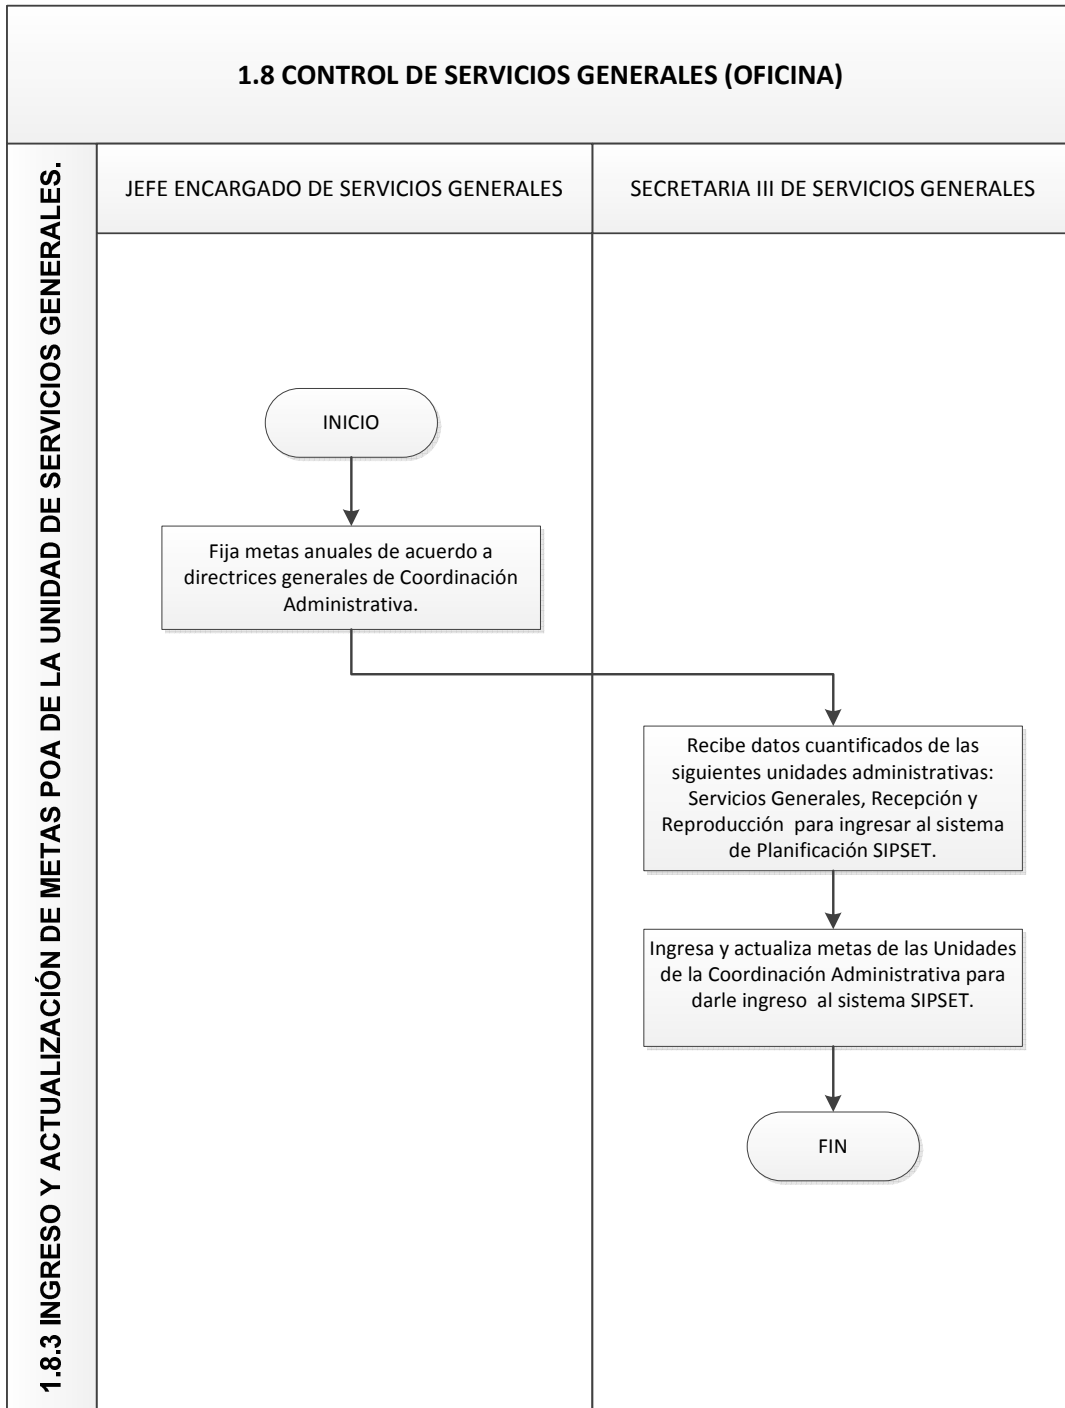 1.8 CONTROL DE SERVICIOS GENERALES (OFICINA)
1.8.3 INGRESO Y ACTUALIZACIÓN DE METAS POA DE LA UNIDAD DE SERVICIOS GENERALES.
JEFE ENCARGADO DE SERVICIOS GENERALES
SECRETARIA III DE SERVICIOS GENERALES
INICIO
Fija metas anuales de acuerdo a
directrices generales de Coordinación
Administrativa.
Recibe datos cuantificados de las
siguientes unidades administrativas:
Servicios Generales, Recepción y
Reproducción  para ingresar al sistema
de Planificación SIPSET.
Ingresa y actualiza metas de las Unidades
de la Coordinación Administrativa para
darle ingreso  al sistema SIPSET.
FIN